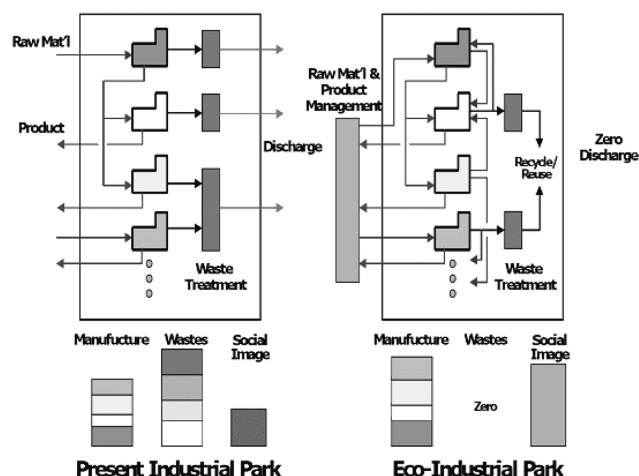 Raw Mat'l
Product
Discharge
Waste
Treatment
Manufucture
Wastes
Social
Image
Present Industrial Park
Raw Mat'l &
Product
Management
Recycle/
Reuse
Zero
Discharge
Waste
Treatment
Manufucture
Wastes
Social
Image
Zero
Eco-Industrial Park